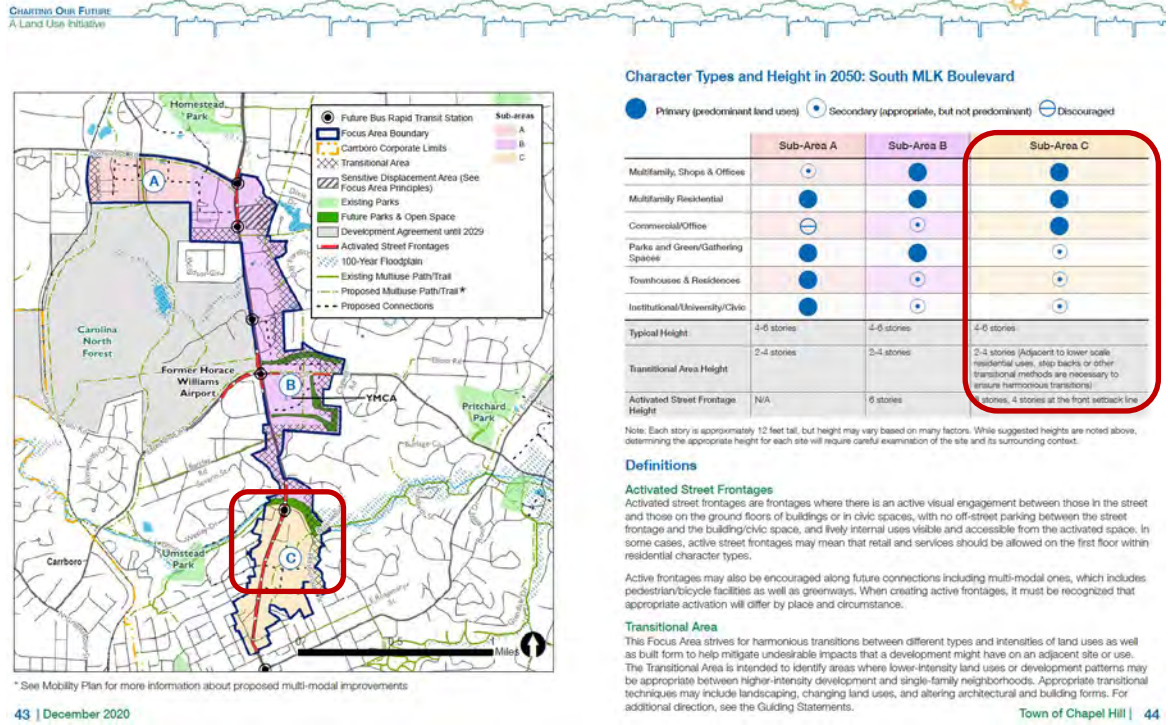 CHARTING OUR FUTURE
A Land Use Initiative
Homestead
Park
A
Carolina
North
Forest
Former Horace
Williams
Airport
B
YMCA
Pritchard
Park
Umstead
Park
Carrboro
C
0 0.5 1
Miles
Future Bus Rapid Transit Station
Focus Area Boundary
Carrboro Corporate Limits
Transitional Area
Sensitive Displacement Area (See
Focus Area Principles)
Existing Parks
Future Parks & Open Space
Development Agreement until 2029
Activated Street Frontages
100-Year Floodplain
Existing Multiuse Path/Trail
Proposed Multiuse Path/Trail*
Proposed Connections
Sub-areas
A
B
C
* See Mobility Plan for more information about proposed multi-modal improvements
43 | December 2020
Character Types and Height in 2050: South MLK Boulevard
Primary (predominant land uses) Secondary (appropriate, but not predominant) Discouraged
Sub-Area A Sub-Area B Sub-Area C
Multifamily, Shops & Offices
Multifamily Residential
Commercial/Office
Parks and Green/Gathering
Spaces
Townhouses & Residences
Institutional/University/Civic
Typical Height 4-6 stories 4-6 stories 4-6 stories
Transitional Area Height 2-4 stories 2-4 stories 2-4 stories (Adjacent to lower scale
residential uses, step backs or other
transitional methods are necessary to
ensure harmonious transitions)
Activated Street Frontage
Height N/A 6 stories stories, 4 stories at the front setback line
Note: Each story is approximately 12 feet tall, but height may vary based on many factors. While suggested heights are noted above,
determining the appropriate height for each site will require careful examination of the site and its surrounding context.
Definitions
Activated Street Frontages
Activated street frontages are frontages where there is an active visual engagement between those in the street
and those on the ground floors of buildings or in civic spaces, with no off-street parking between the street
frontage and the building/civic space, and lively internal uses visible and accessible from the activated space. In
some cases, active street frontages may mean that retail and services should be allowed on the first floor within
residential character types.
Active frontages may also be encouraged along future connections including multi-modal ones, which includes
pedestrian/bicycle facilities as well as greenways. When creating active frontages, it must be recognized that
appropriate activation will differ by place and circumstance.
Transitional Area
This Focus Area strives for harmonious transitions between different types and intensities of land uses as well
as built form to help mitigate undesirable impacts that a development might have on an adjacent site or use.
The Transitional Area is intended to identify areas where lower-intensity land uses or development patterns may
be appropriate between higher-intensity development and single-family neighborhoods. Appropriate transitional
techniques may include landscaping, changing land uses, and altering architectural and building forms. For
additional direction, see the Guiding Statements.
Town of Chapel Hill | 44